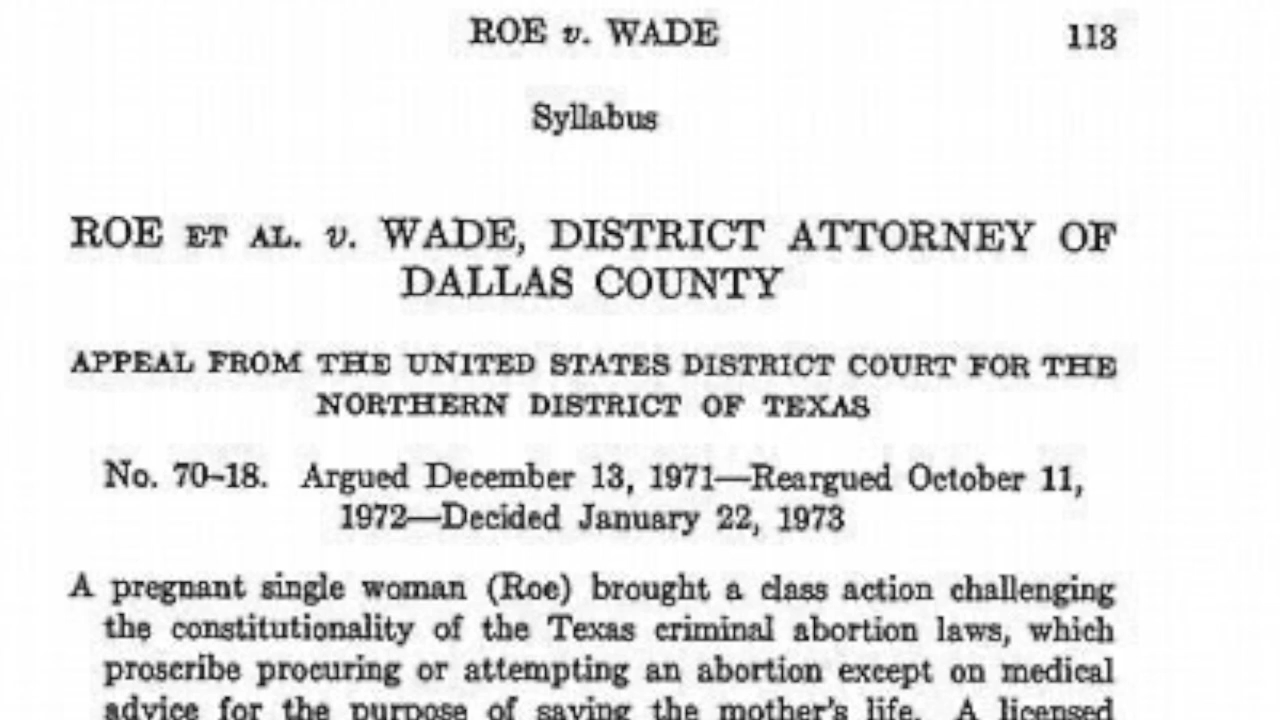 ROE v. WADE 113
Syllabus
ROE ET AL. v. WADE, DISTRICT ATTORNEY OF
DALLAS COUNTY
APPEAL FROM THE UNITED STATES DISTRICT COURT FOR THE
NORTHERN DISTRICT OF TEXAS
No. 70–18. Argued December 13, 1971—Reargued October 11,
1972—Decided January 22, 1973
A pregnant single woman (Roe) brought a class action challenging
the constitutionality of the Texas criminal abortion laws, which
proscribe procuring or attempting an abortion except on medical
advice for the purpose of saving the mother's life. A licensed